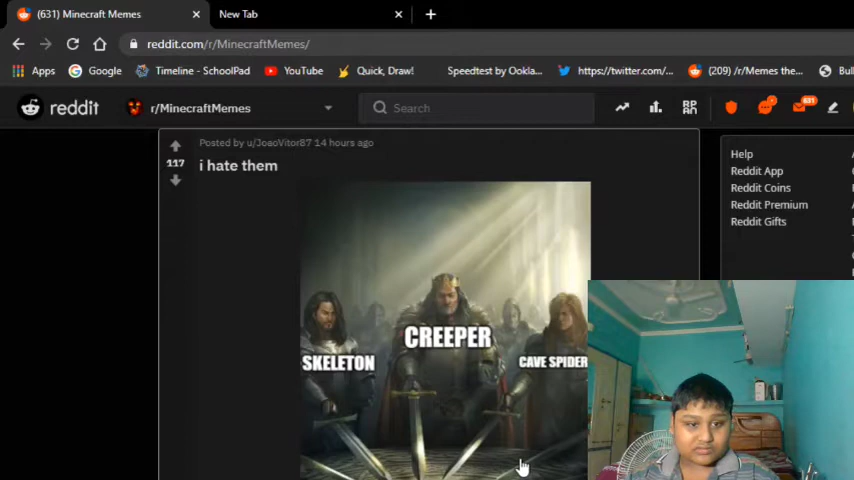 (631) Minecraft Memes
New Tab
reddit.com/r/MinecraftMemes/
Apps Google Timeline - SchoolPad YouTube Quick, Draw! Speedtest by Ookla... https://twitter.com/... (209) /r/Memes the... Bull
reddit r/MinecraftMemes Search 631
Posted by u/JoaoVitor87 14 hours ago
117
i hate them
Help
Reddit App
Reddit Coins
Reddit Premium
Reddit Gifts
CREEPER
SKELETON
CAVE SPIDER